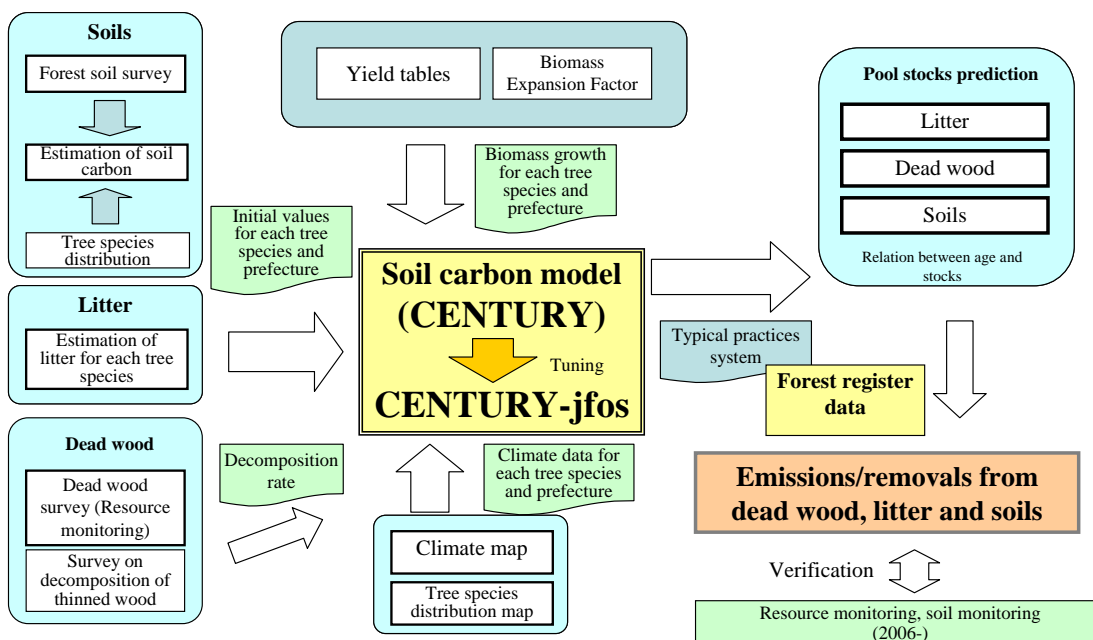 Soils
Forest soil survey
Estimation of soil
carbon
Tree species
distribution
Litter
Estimation of
litter for each tree
species
Dead wood
Dead wood
survey (Resource
monitoring)
Survey on
decomposition of
thinned wood
Yield tables
Biomass
Expansion Factor
Biomass growth
for each tree
species and
prefecture
Initial values
for each tree
species and
prefecture
Soil carbon model
(CENTURY)
Tuning
CENTURY-jfos
Decomposition
rate
Climate data for
each tree species
and prefecture
Climate map
Tree species
distribution map
Pool stocks prediction
Litter
Dead wood
Soils
Relation between age and
stocks
Typical practices
system
Forest register
data
Emissions/removals from
dead wood, litter and soils
Verification
Resource monitoring, soil monitoring
(2006-)